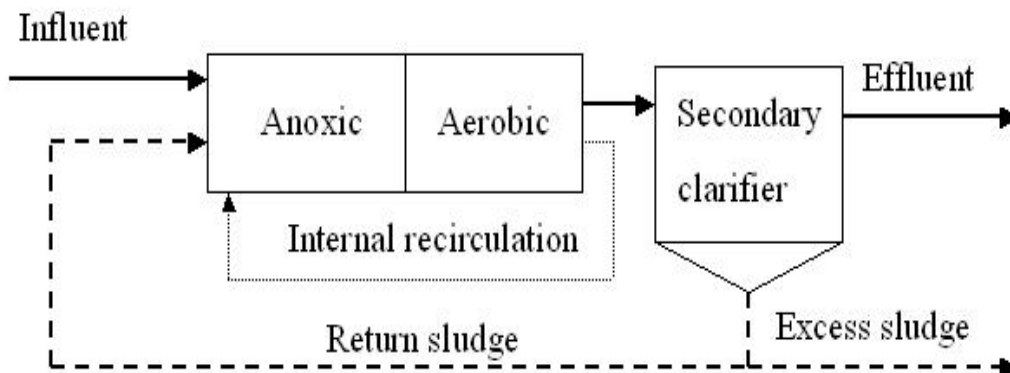 Influent
Effluent
Anoxic
Aerobic
Secondary
clarifier
Internal recirculation
Return sludge
Excess sludge